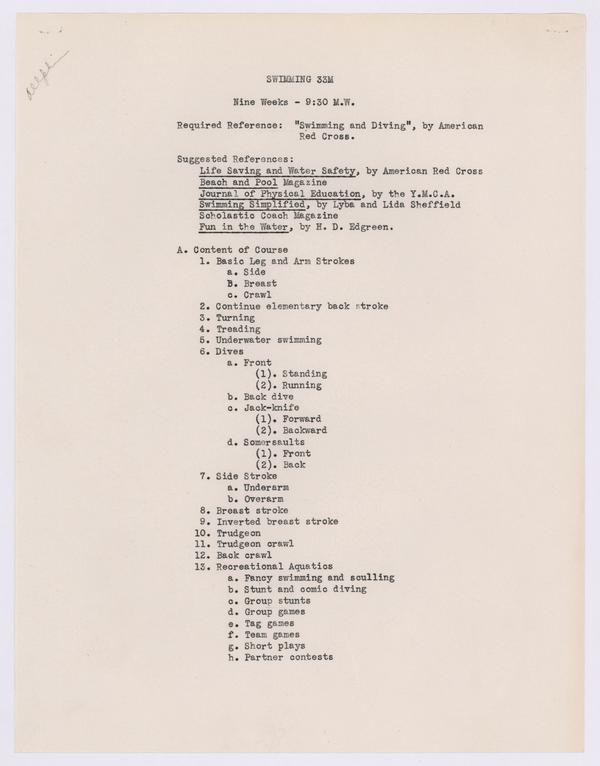 SWIMMING 33M
Nine Weeks - 9:30 M.W.
Required Reference: "Swimming and Diving", by American
Red Cross.
Suggested References:
Life Saving and Water Safety, by American Red Cross
Beach and Pool Magazine
Journal of Physical Education, by the Y.M.C.A.
Swimming Simplified, by Lyba and Lida Sheffield
Scholastic Coach Magazine
Fun in the Water, by H. D. Edgreen.
A. Content of Course
1. Basic Leg and Arm Strokes
a. Side
B. Breast
c. Crawl
2. Continue elementary back stroke
3. Turning
4. Treading
5. Underwater swimming
6. Dives
a. Front
(1). Standing
(2). Running
b. Back dive
c. Jack-knife
(1). Forward
(2). Backward
d. Somersaults
(1). Front
(2). Back
7. Side Stroke
a. Underarm
b. Overarm
8. Breast stroke
9. Inverted breast stroke
10. Trudgeon
11. Trudgeon crawl
12. Back crawl
13. Recreational Aquatics
a. Fancy swimming and sculling
b. Stunt and comic diving
c. Group stunts
d. Group games
e. Tag games
f. Team games
g. Short plays
h. Partner contests